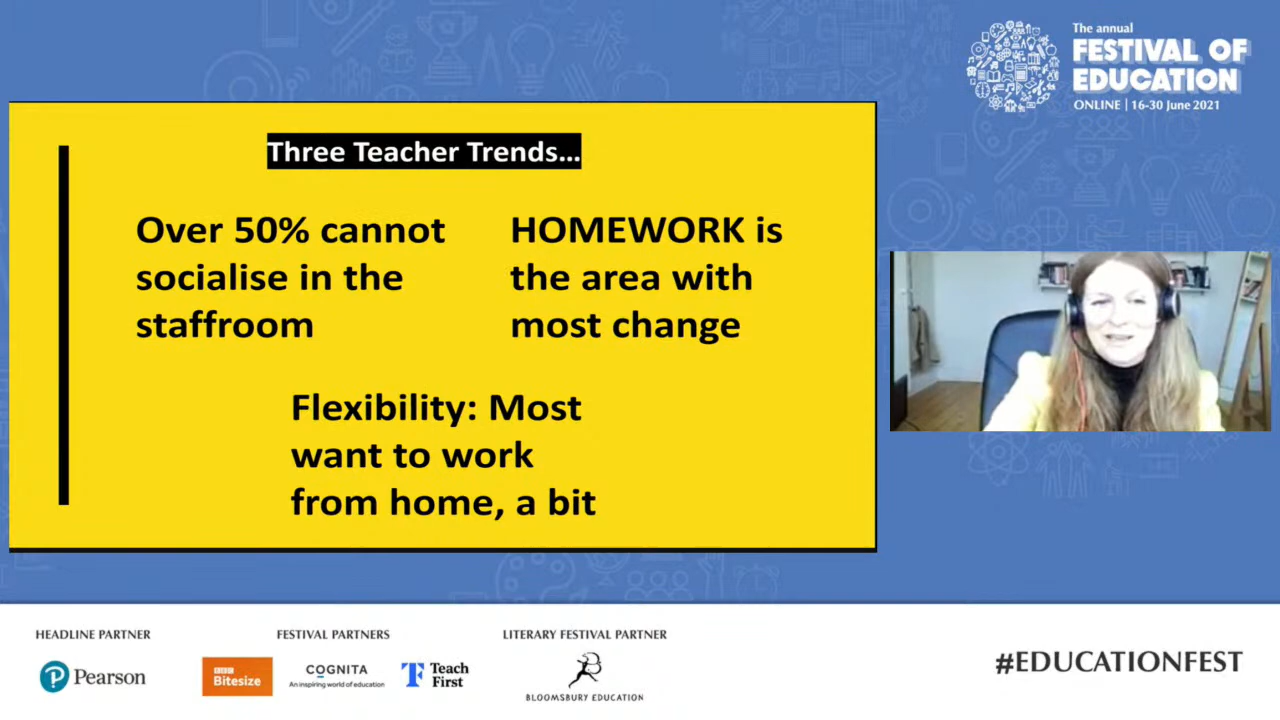 The annual
FESTIVAL OF
EDUCATION
ONLINE | 16-30 June 2021
Three Teacher Trends...
Over 50% cannot
socialise in the
staffroom
HOMEWORK is
the area with
most change
Flexibility: Most
want to work
from home, a bit
HEADLINE PARTNER
Pearson
FESTIVAL PARTNERS
BBC
Bitesize
COGNITA
An inspiring world of education
T Teach
First
LITERARY FESTIVAL PARTNER
BLOOMSBURY EDUCATION
#EDUCATIONFEST